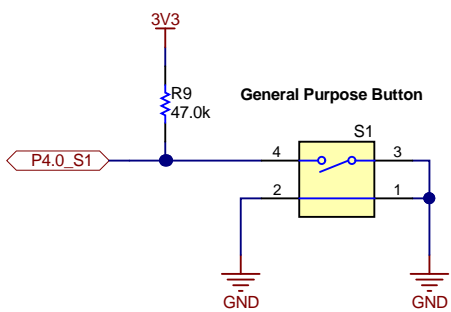 3V3
R9
47.0k
General Purpose Button
S1
P4.0_S1
4
3
2
1
GND
GND